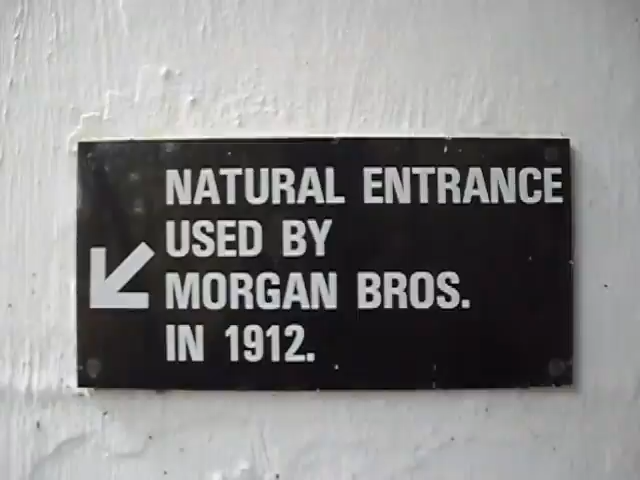 NATURAL ENTRANCE
USED BY
MORGAN BROS.
IN 1912.